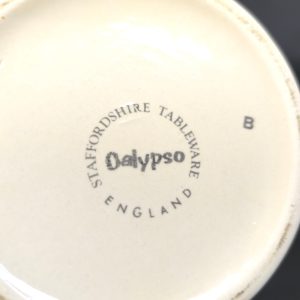 STAFFORDSHIRE TABLEWARE
Calypso
ENGLAND
B